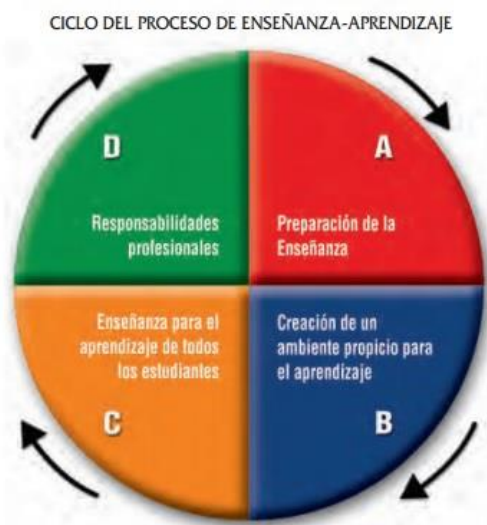 CICLO DEL PROCESO DE ENSEÑANZA-APRENDIZAJE
D
Responsabilidades
profesionales
A
Preparación de la
Enseñanza
Enseñanza para el
aprendizaje de todos
los estudiantes
C
Creación de un
ambiente propicio para
el aprendizaje
B